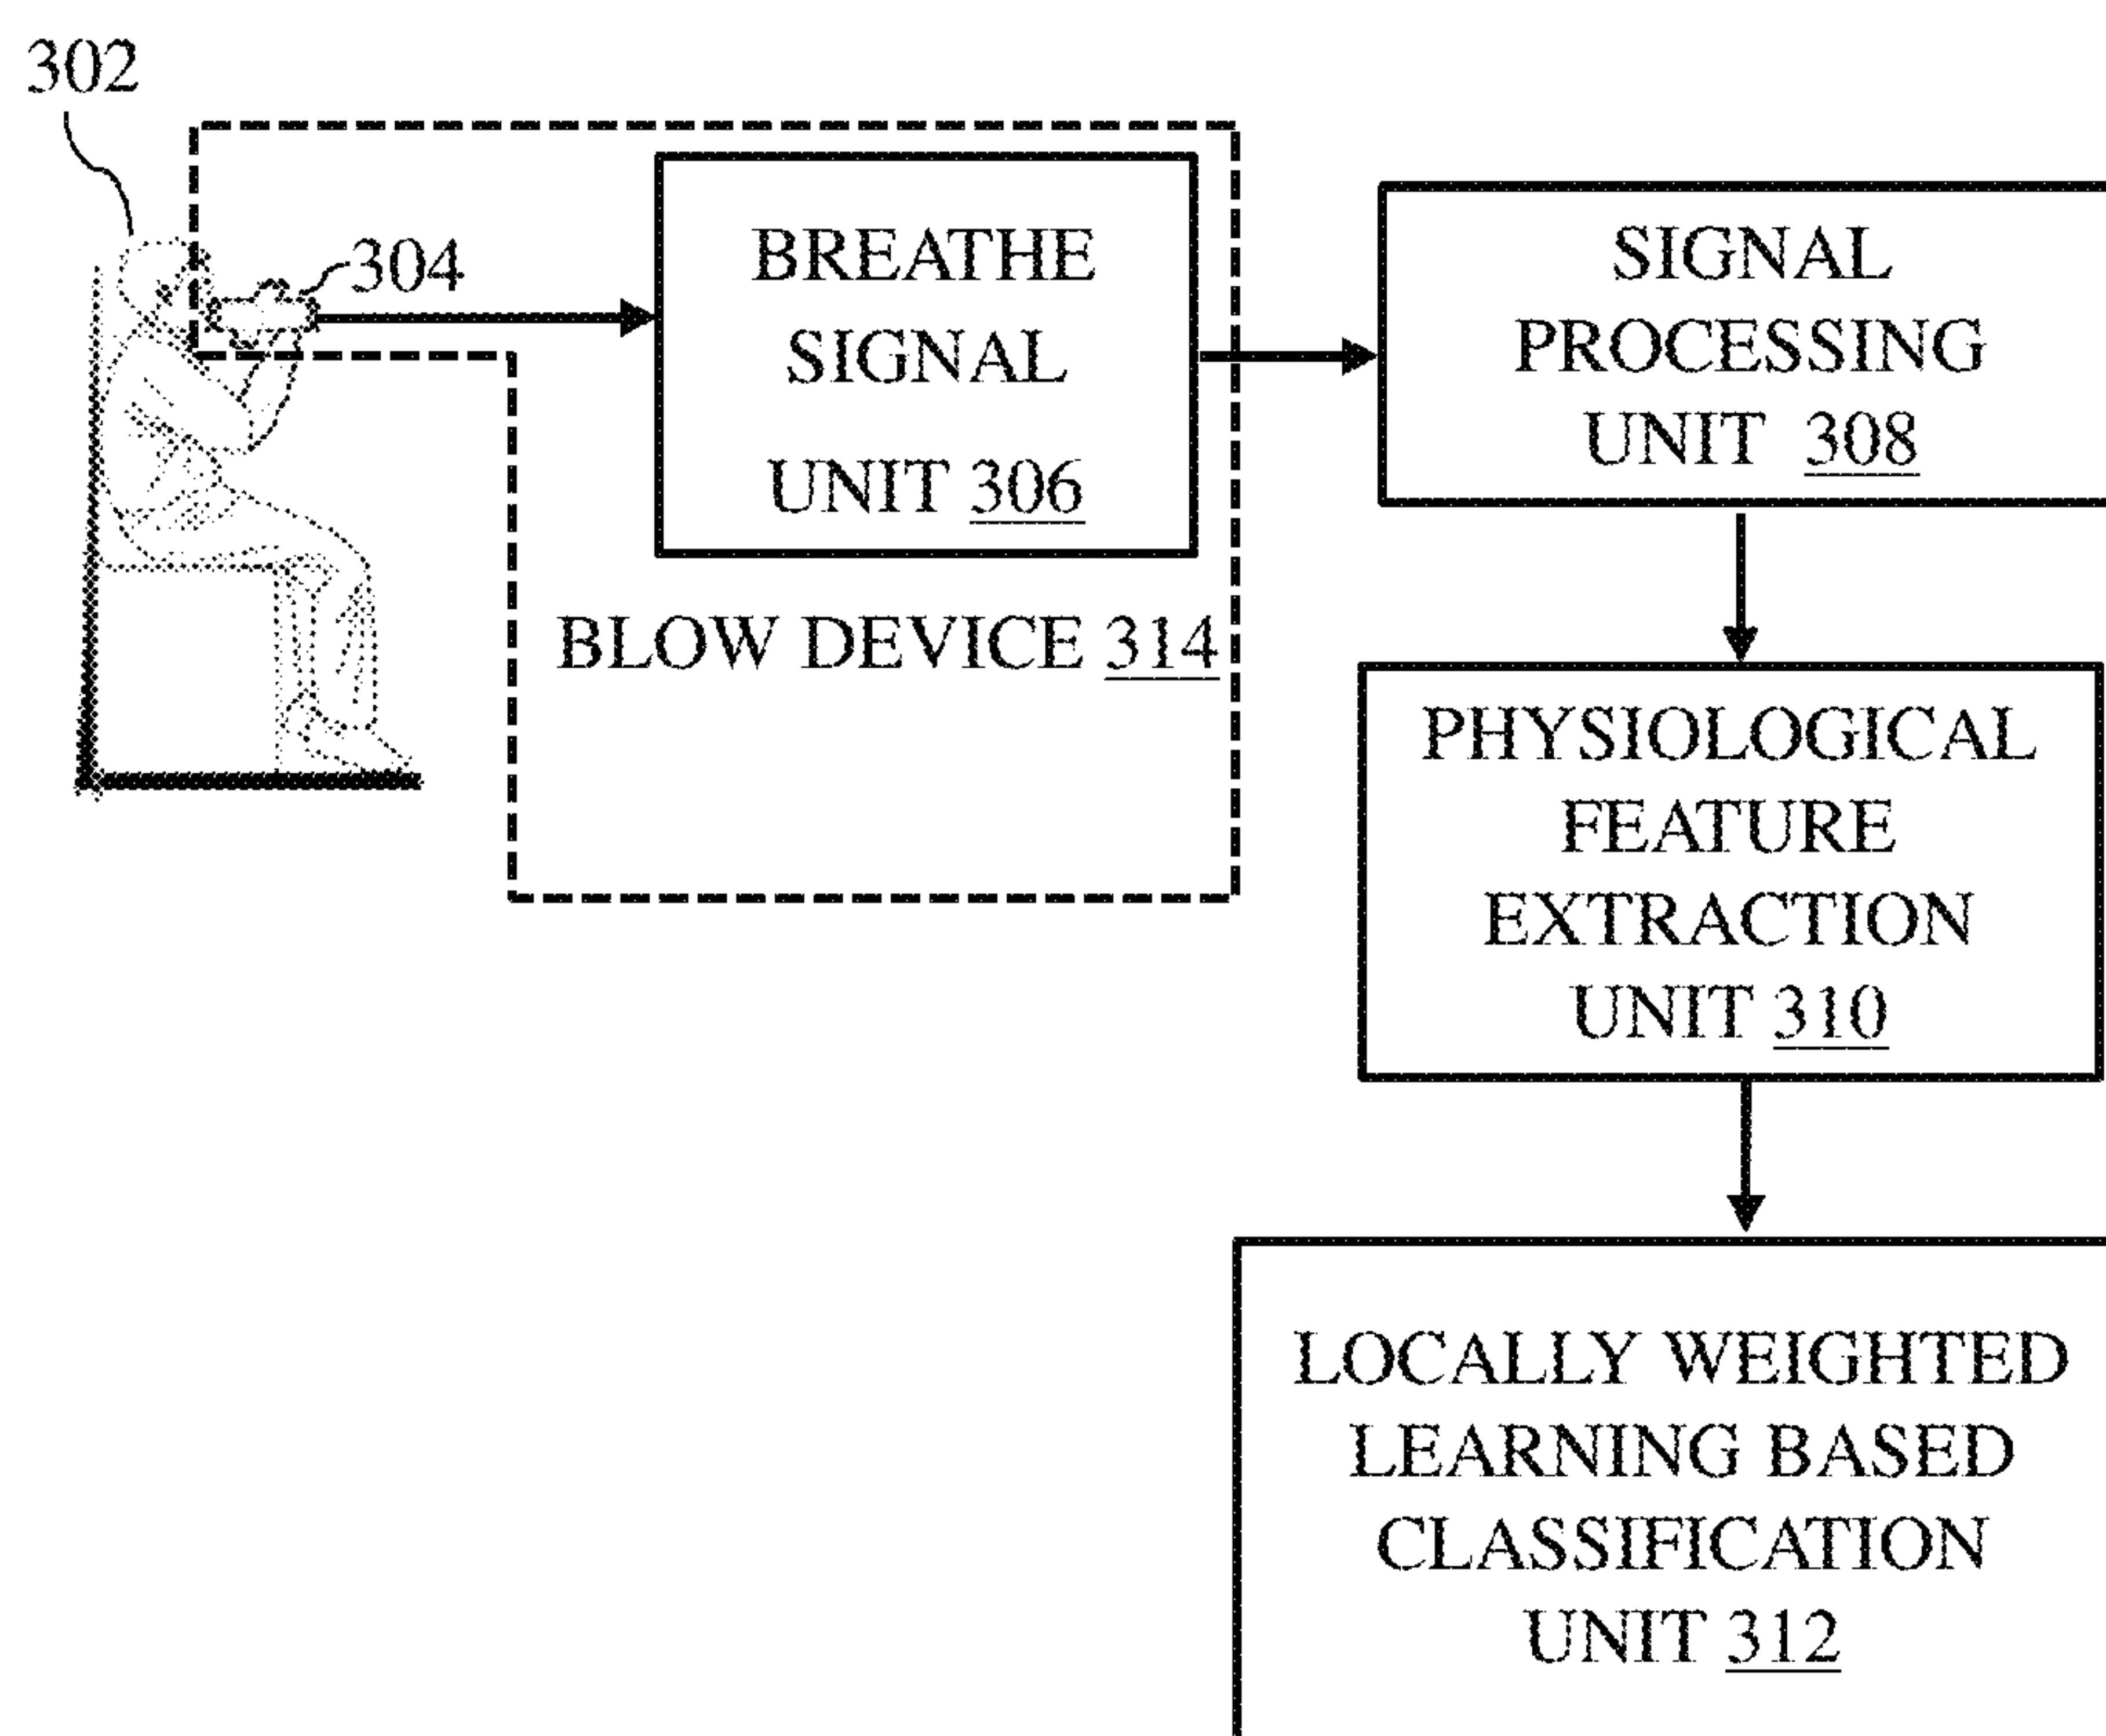 302
304
BREATHE
SIGNAL
UNIT 306
BLOW DEVICE 314
SIGNAL
PROCESSING
UNIT 308
PHYSIOLOGICAL
FEATURE
EXTRACTION
UNIT 310
LOCALLY WEIGHTED
LEARNING BASED
CLASSIFICATION
UNIT 312